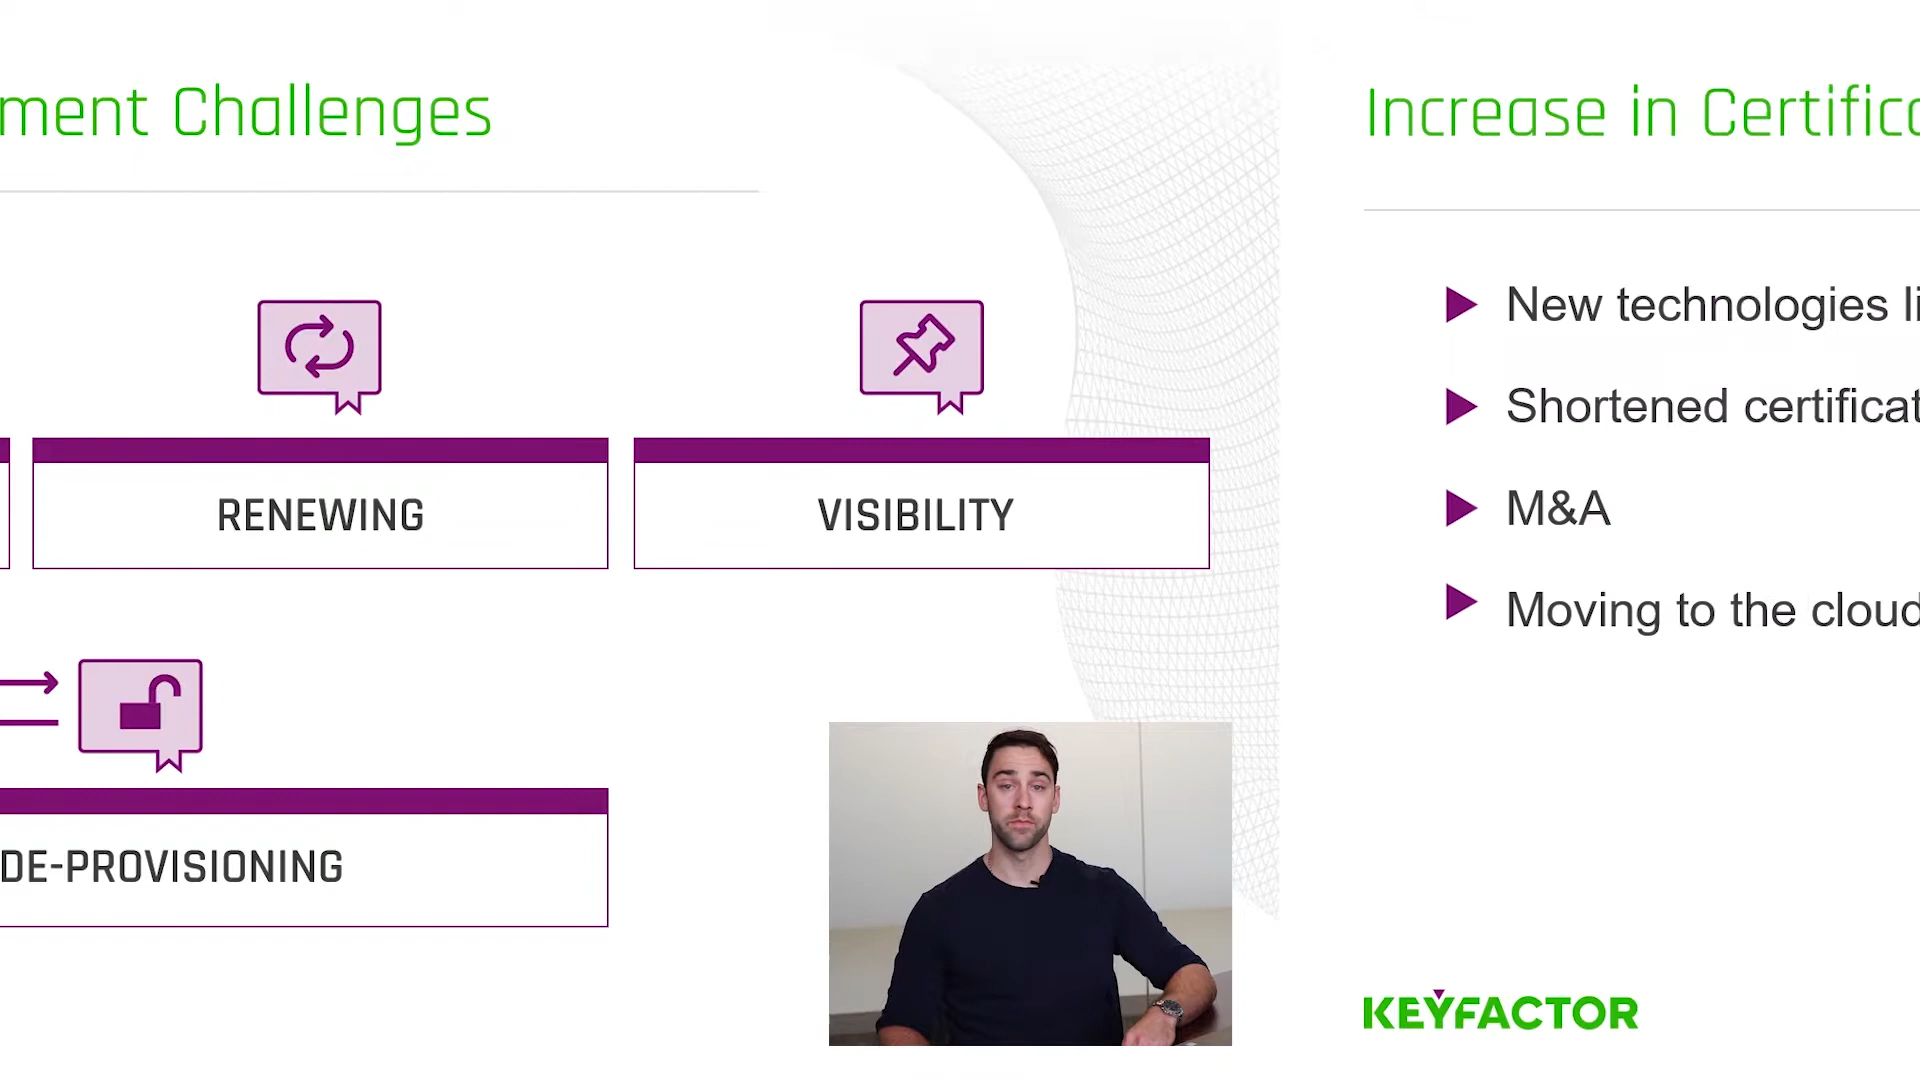 ment Challenges
RENEWING
VISIBILITY
DE-PROVISIONING
Increase in Certific
New technologies li
Shortened certificat
M&A
Moving to the cloud
KEYFACTOR